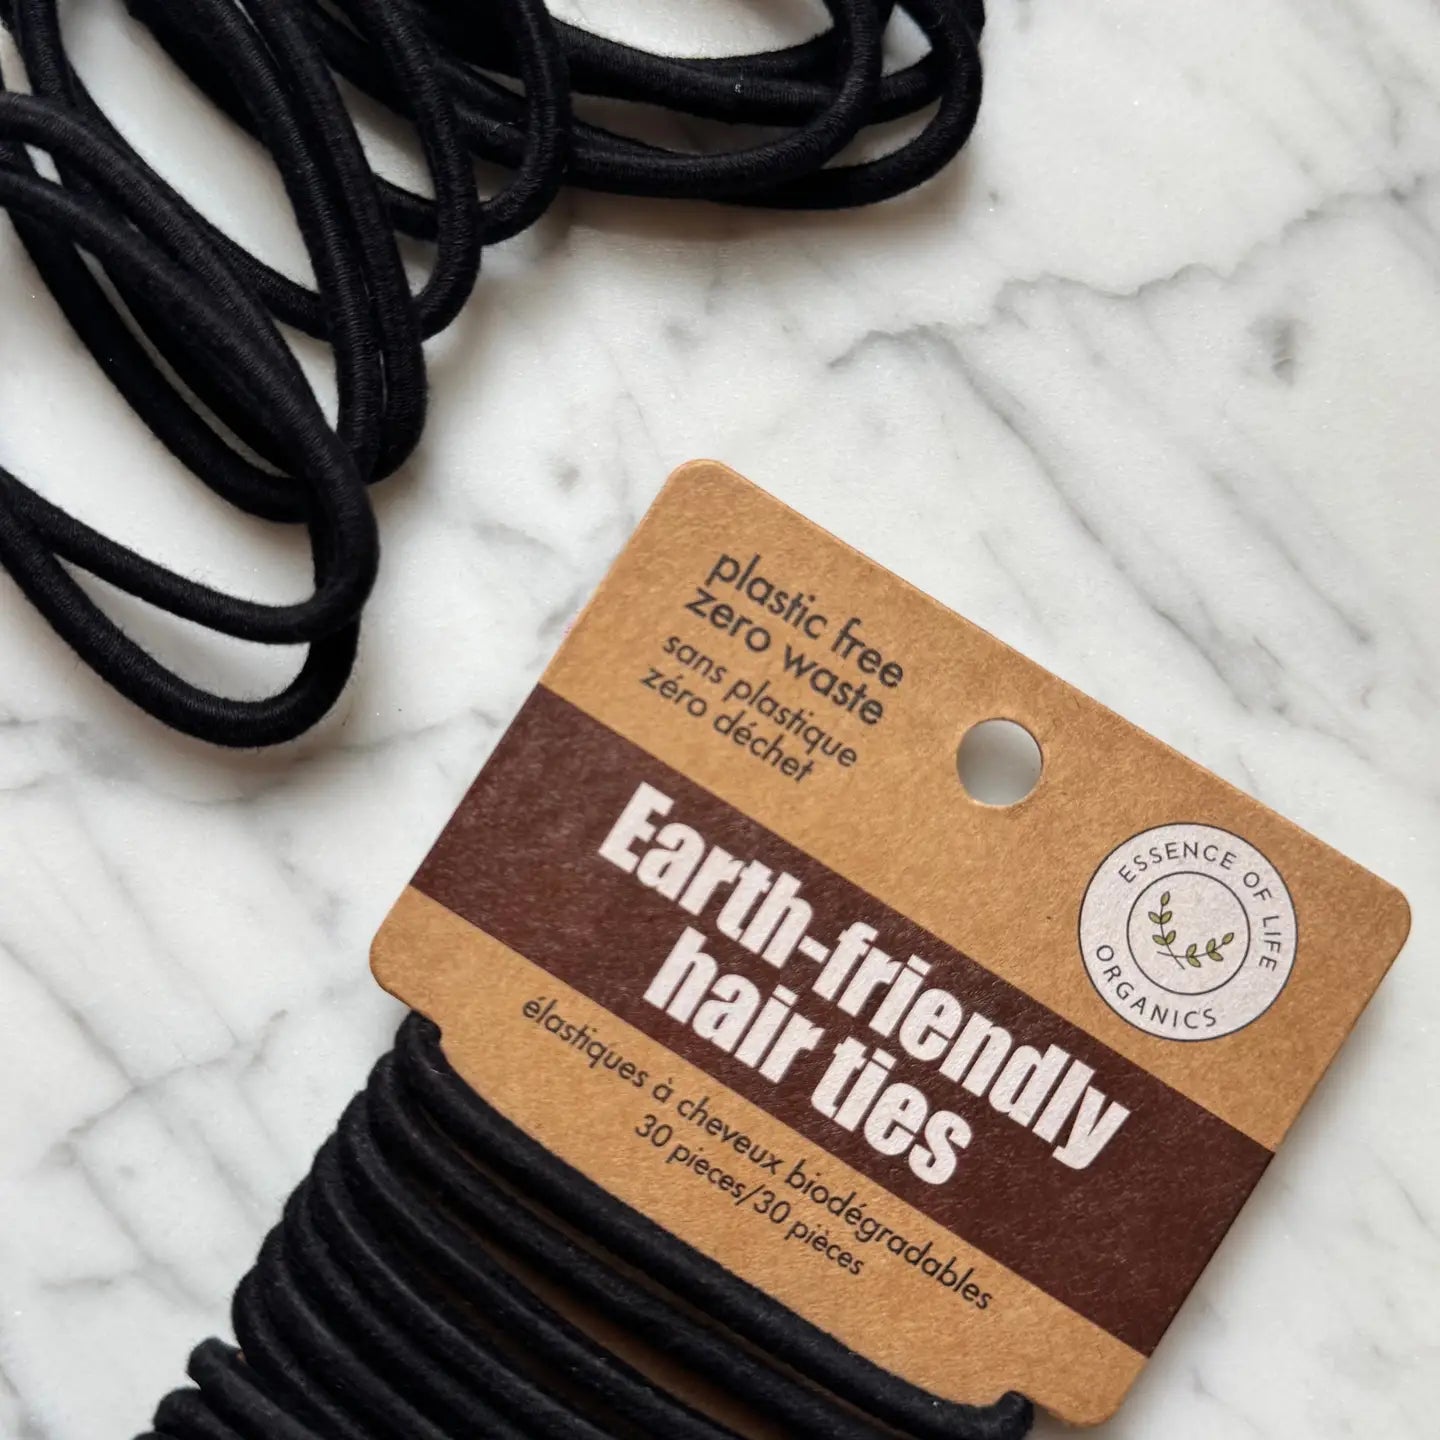 plastic free
zero waste
sans plastique
zéro déchet
ESSENCE OF LIFE
ORGANICS
Earth-friendly
hair ties
élastiques à cheveux biodégradables
30 pieces/30 pièces